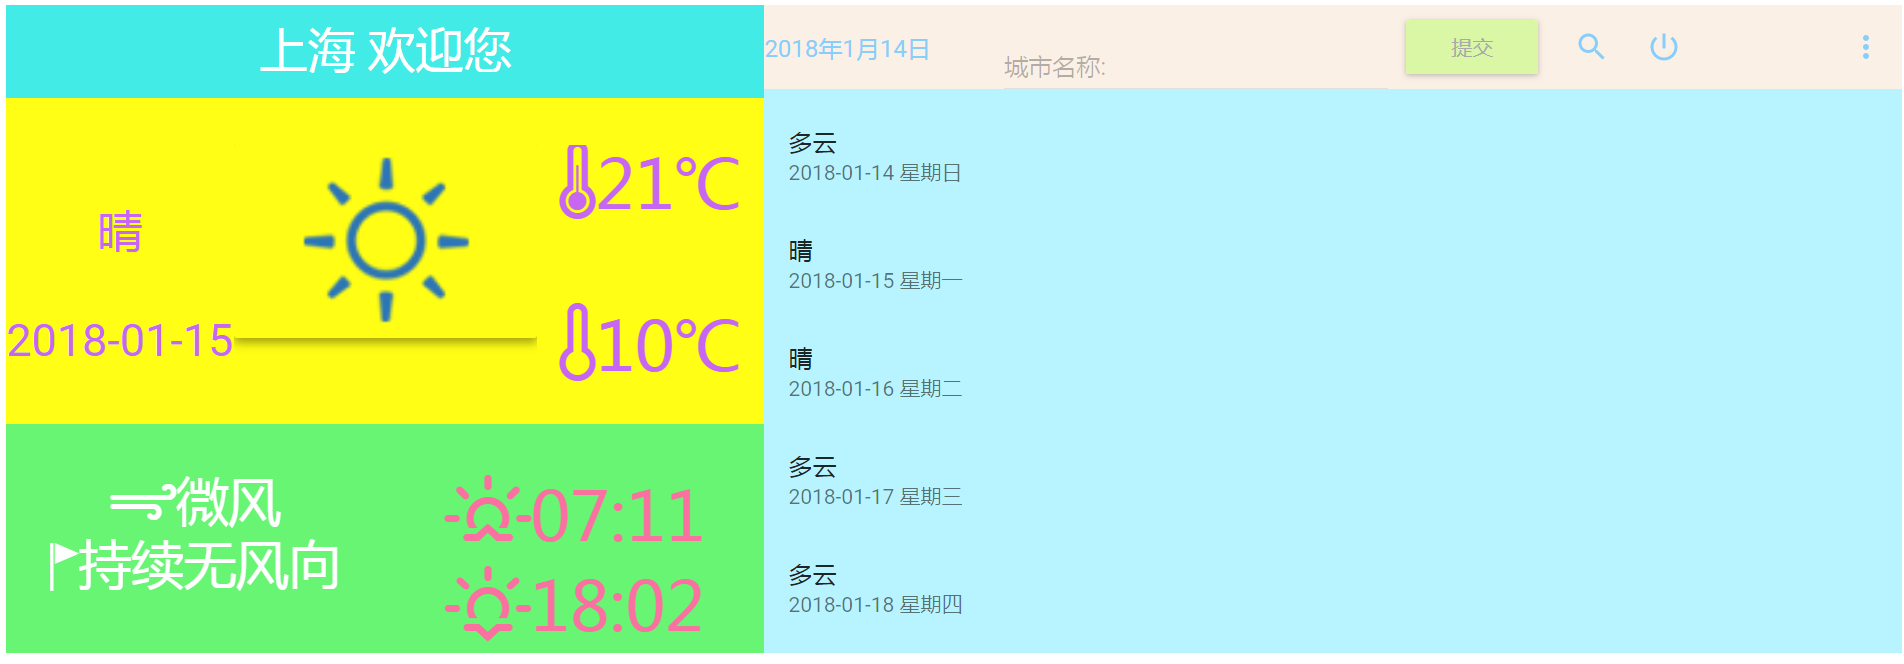 上海 欢迎您
晴
2018-01-15
21℃
10℃
微风
持续无风向
07:11
18:02
2018年1月14日
城市名称:
提交
多云
2018-01-14 星期日
晴
2018-01-15 星期一
晴
2018-01-16 星期二
多云
2018-01-17 星期三
多云
2018-01-18 星期四